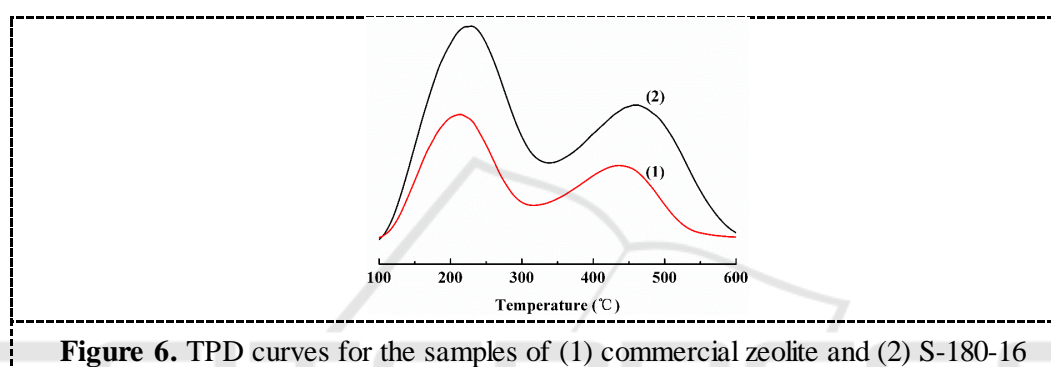 (2)
(1)
100 200 300 400 500 600
Temperature (℃)
Figure 6. TPD curves for the samples of (1) commercial zeolite and (2) S-180-16